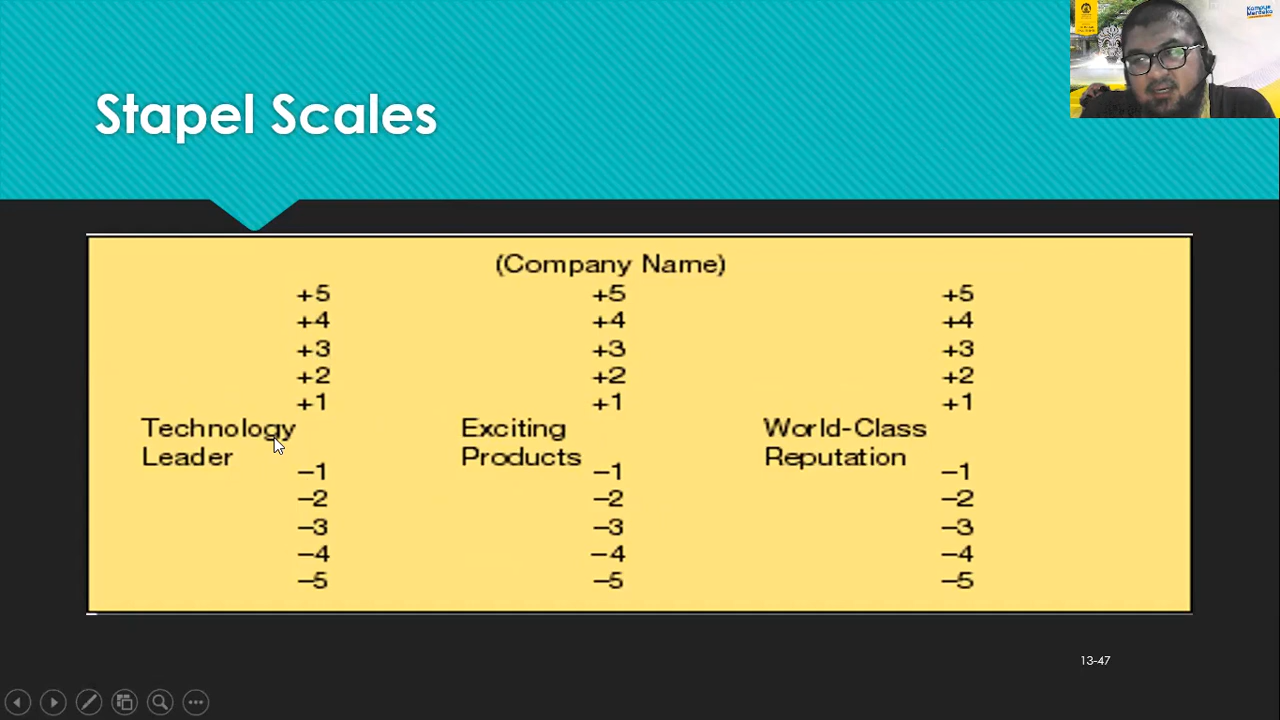 Kampus
Merdeka
Stapel Scales
(Company Name)
+5 +5 +5
+4 +4 +4
+3 +3 +3
+2 +2 +2
+1 +1 +1
Technology Exciting World-Class
Leader Products Reputation
–1 –1 –1
–2 –2 –2
–3 –3 –3
–4 –4 –4
–5 –5 –5
13-47